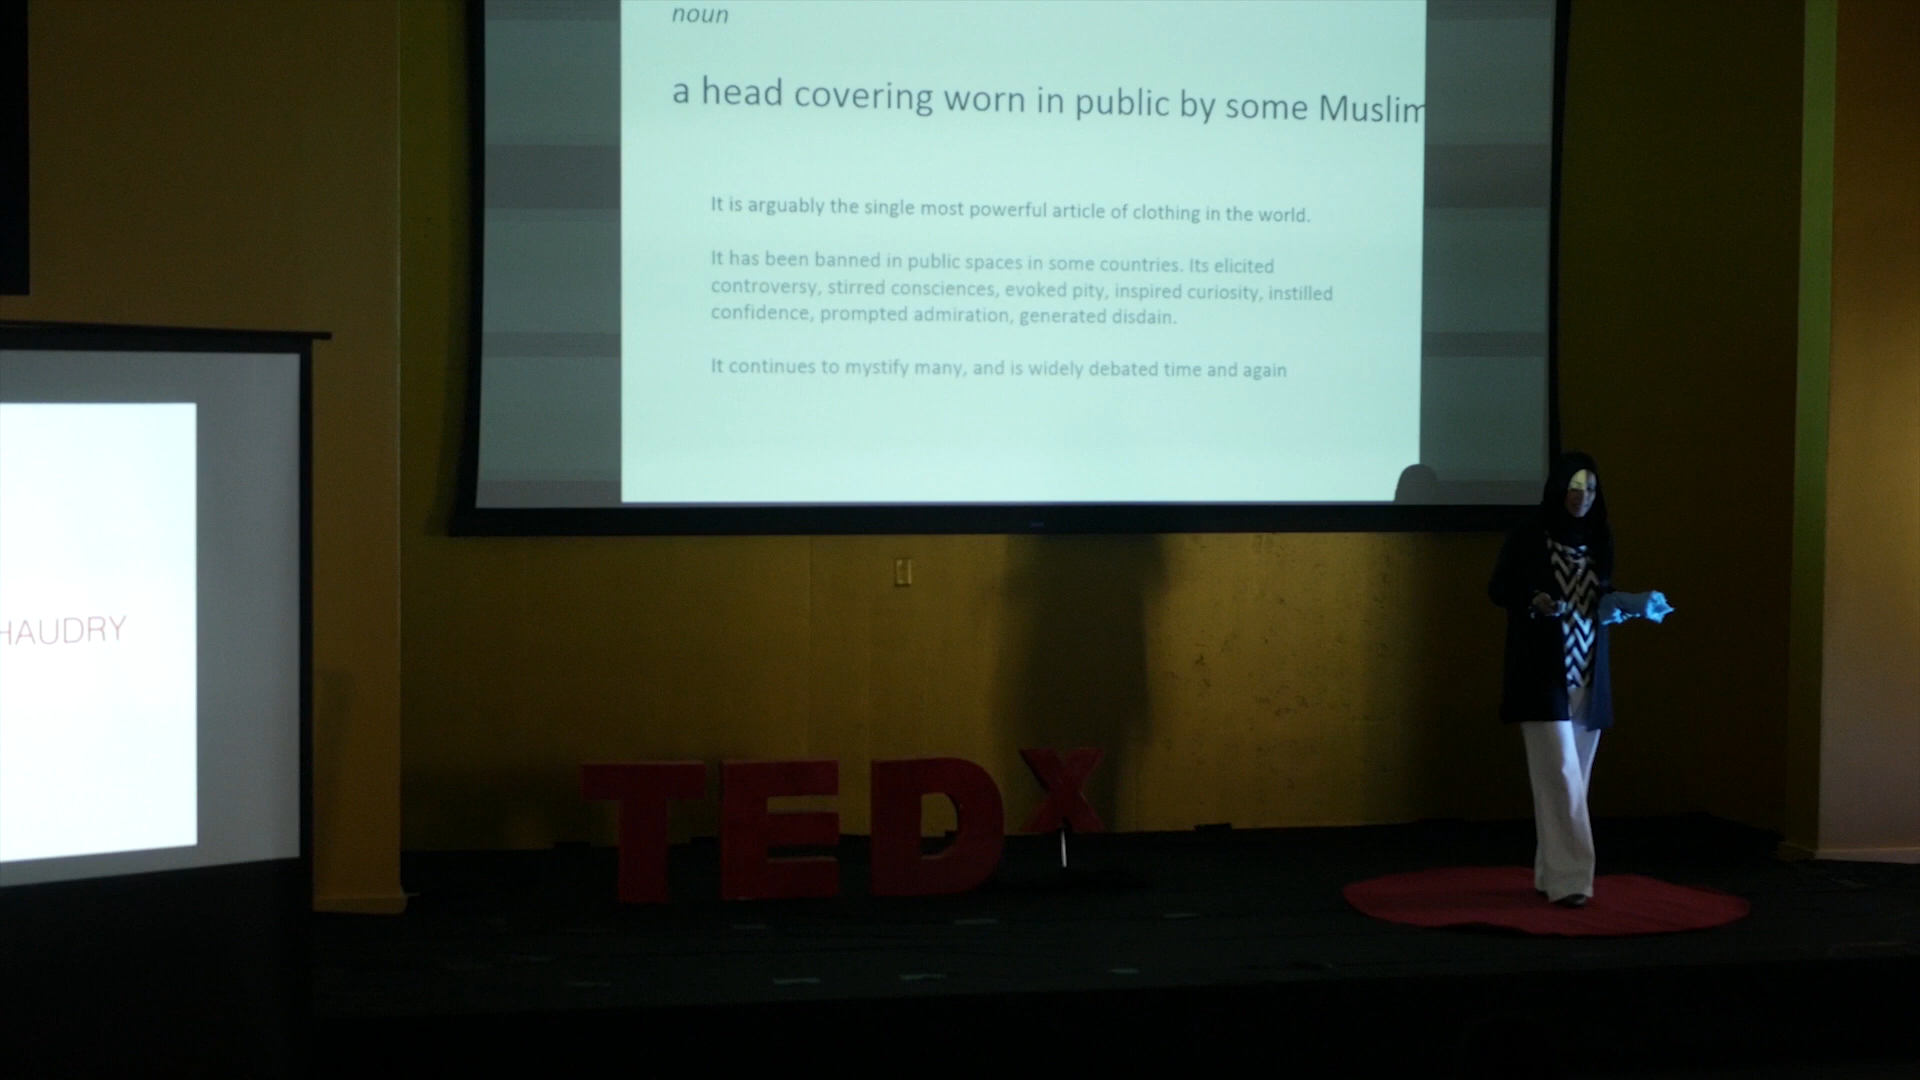 noun
a head covering worn in public by some Muslim
It is arguably the single most powerful article of clothing in the world.
It has been banned in public spaces in some countries. Its elicited
controversy, stirred consciences, evoked pity, inspired curiosity, instilled
confidence, prompted admiration, generated disdain.
It continues to mystify many, and is widely debated time and again
HAUDRY
TEDx